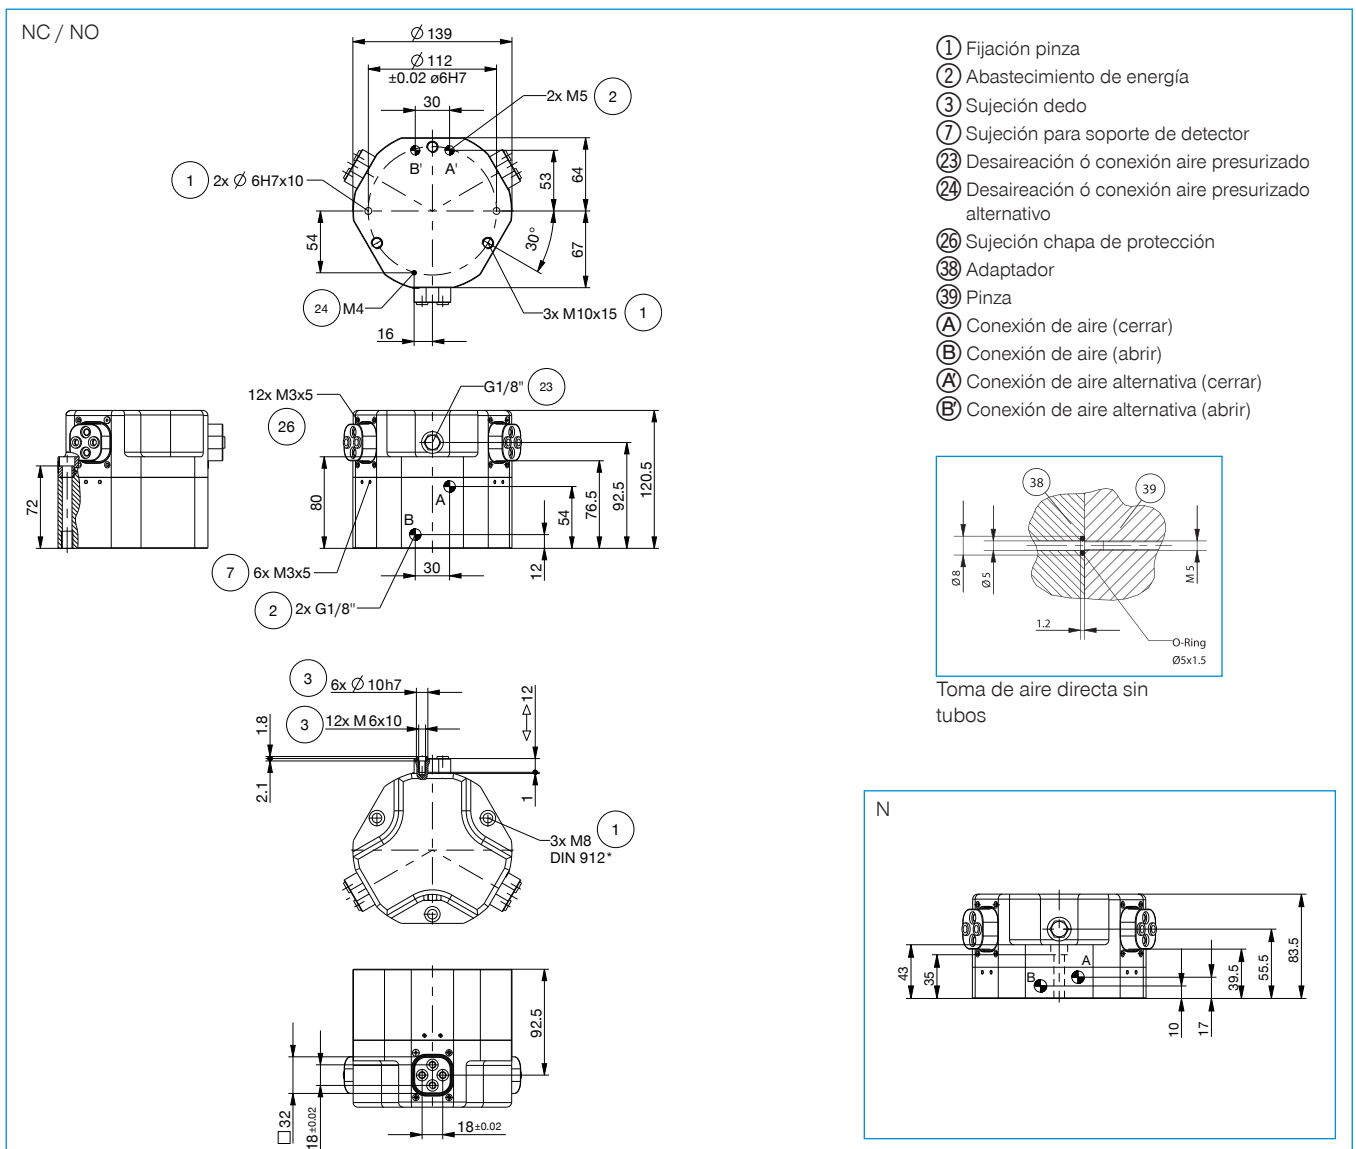 NC / NO
Ø 139
Ø 112
±0.02 ø6H7
30
2x M5 2
B' A'
1 2x Ø 6H7x10
53
64
54
30°
67
24 M4
3x M10x15 1
16
12x M3x5
G1/8" 23
26
72
80
A
B
54
76.5
92.5
120.5
7 6x M3x5
30
12
2 2x G1/8"
3 6x Ø 10h7
3 12x M 6x10
12
1.8
2.1
1
3x M8 1
DIN 912*
92.5
□ 32
18±0.02
18±0.02
1 Fijación pinza
2 Abastecimiento de energía
3 Sujeción dedo
7 Sujeción para soporte de detector
23 Desaireación ó conexión aire presurizado
24 Desaireación ó conexión aire presurizado
alternativo
26 Sujeción chapa de protección
38 Adaptador
39 Pinza
A Conexión de aire (cerrar)
B Conexión de aire (abrir)
A' Conexión de aire alternativa (cerrar)
B' Conexión de aire alternativa (abrir)
38
39
Ø 8
Ø 5
M 5
1.2
O-Ring
Ø5x1.5
Toma de aire directa sin
tubos
N
43
35
B
A
10
17
39.5
55.5
83.5